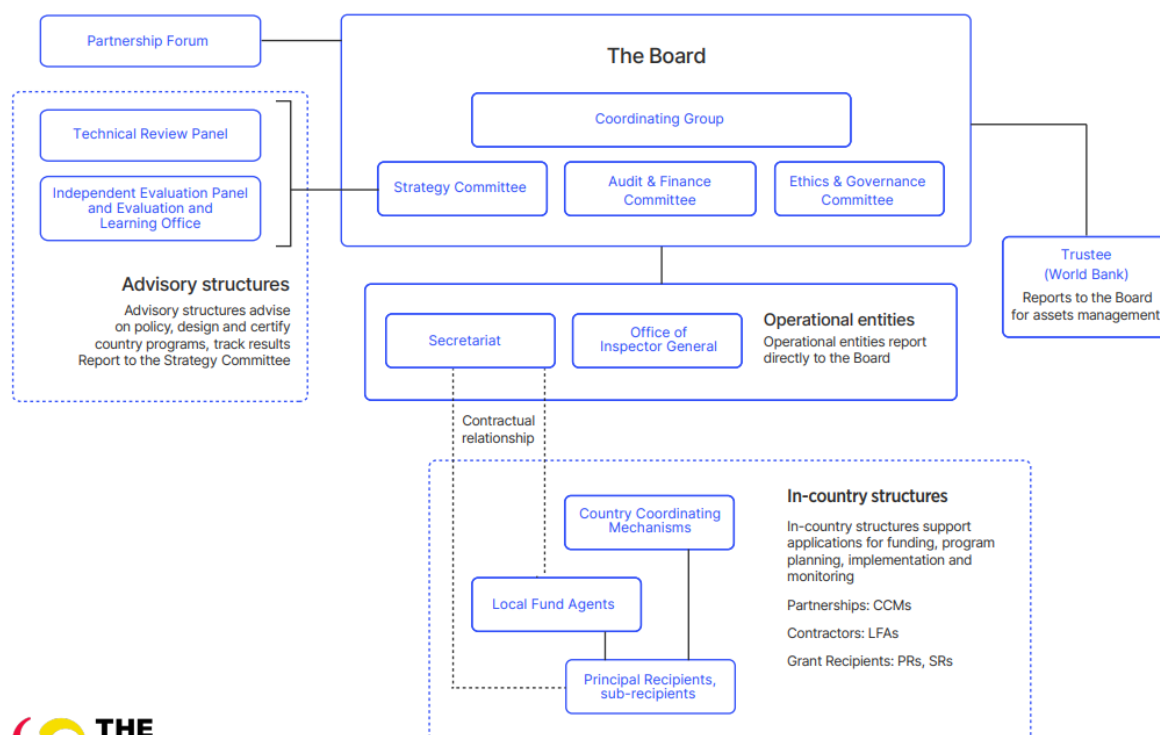 Partnership Forum
The Board
Coordinating Group
Technical Review Panel
Strategy Committee
Audit & Finance
Committee
Ethics & Governance
Committee
Independent Evaluation Panel
and Evaluation and
Learning Office
Advisory structures
Advisory structures advise
on policy, design and certify
country programs, track results
Report to the Strategy Committee
Trustee
(World Bank)
Reports to the Board
for assets management
Secretariat
Office of
Inspector General
Operational entities
Operational entities report
directly to the Board
Contractual
relationship
Country Coordinating
Mechanisms
In-country structures
In-country structures support
applications for funding, program
planning, implementation and
monitoring
Partnerships: CCMs
Contractors: LFAs
Grant Recipients: PRs, SRs
Local Fund Agents
Principal Recipients,
sub-recipients
THE